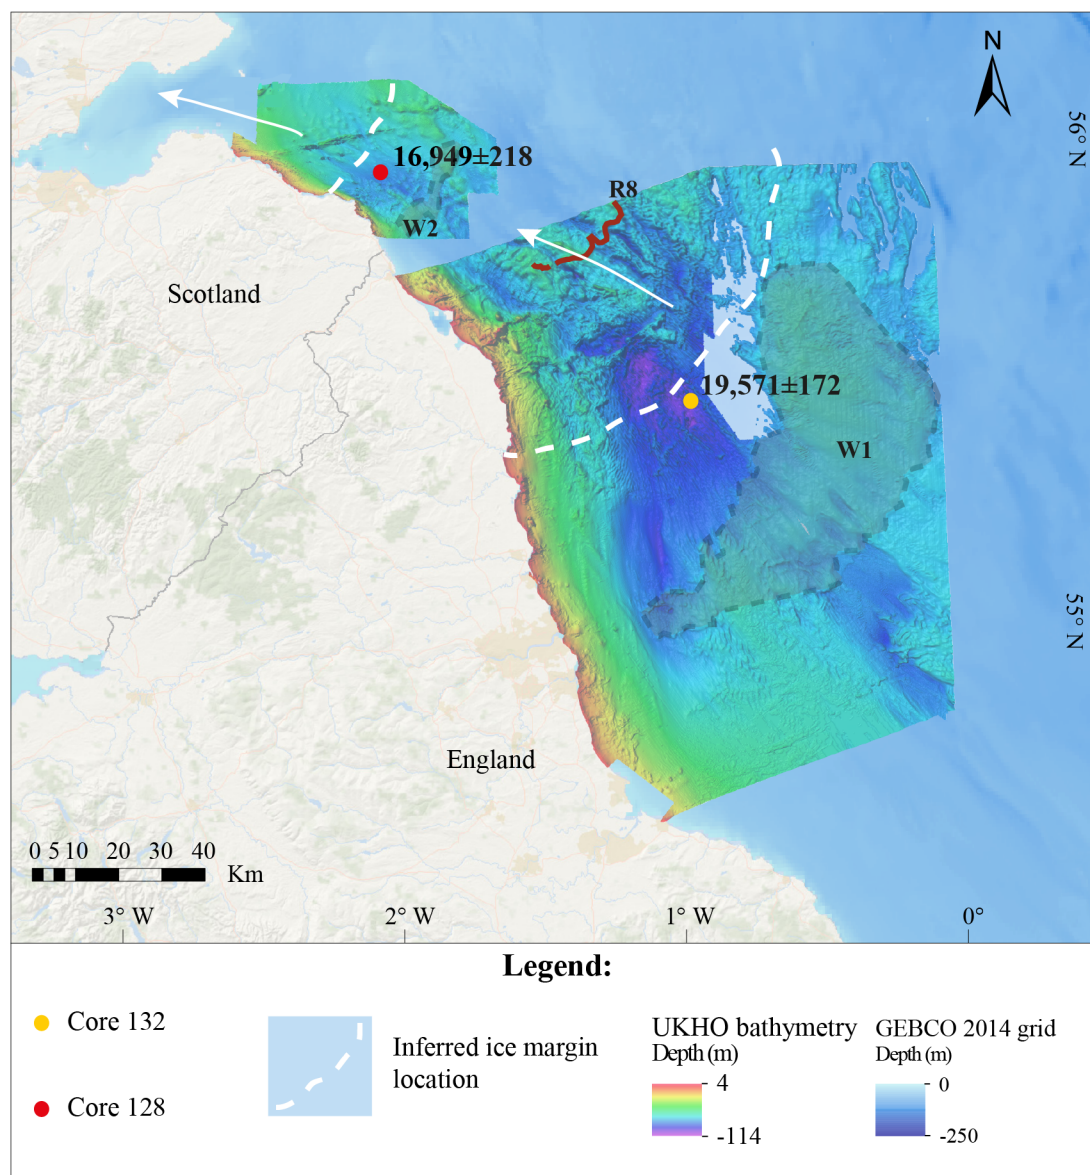 N
56° N
16,949±218
R8
W2
Scotland
19,571±172
W1
55° N
England
0 5 10 20 30 40
Km
3° W
2° W
1° W
0°
Legend:
Core 132
Core 128
Inferred ice margin
location
UKHO bathymetry
Depth (m)
4
-114
GEBCO 2014 grid
Depth (m)
0
-250